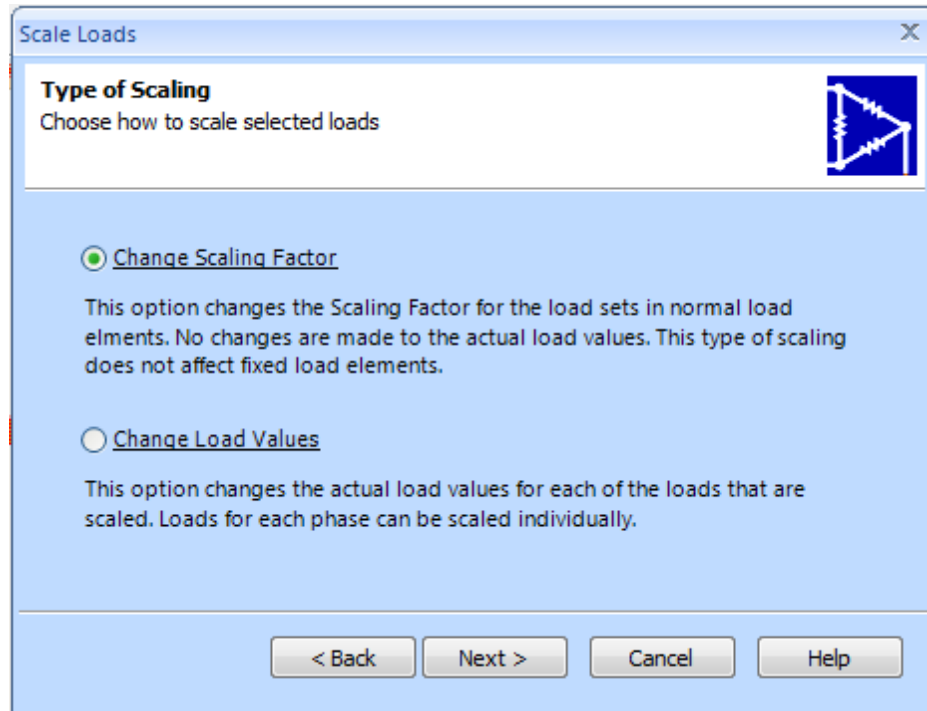 Scale Loads
Type of Scaling
Choose how to scale selected loads
Change Scaling Factor
This option changes the Scaling Factor for the load sets in normal load
elments. No changes are made to the actual load values. This type of scaling
does not affect fixed load elements.
Change Load Values
This option changes the actual load values for each of the loads that are
scaled. Loads for each phase can be scaled individually.
< Back
Next >
Cancel
Help